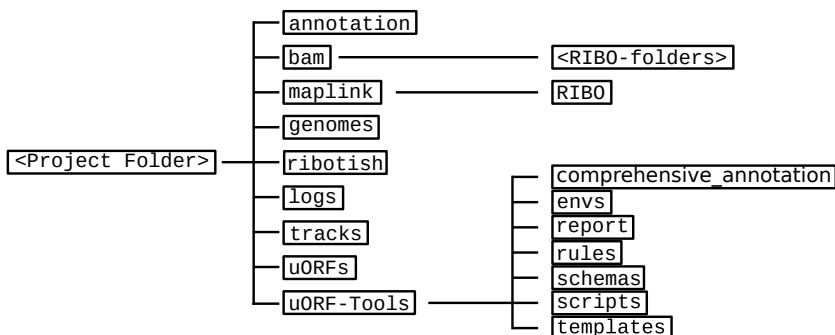 annotation
bam
<RIBO-folders>
maplink
RIBO
genomes
<Project Folder>
ribotish
comprehensive_annotation
logs
envs
report
tracks
rules
uORFs
schemas
uORF-Tools
scripts
templates